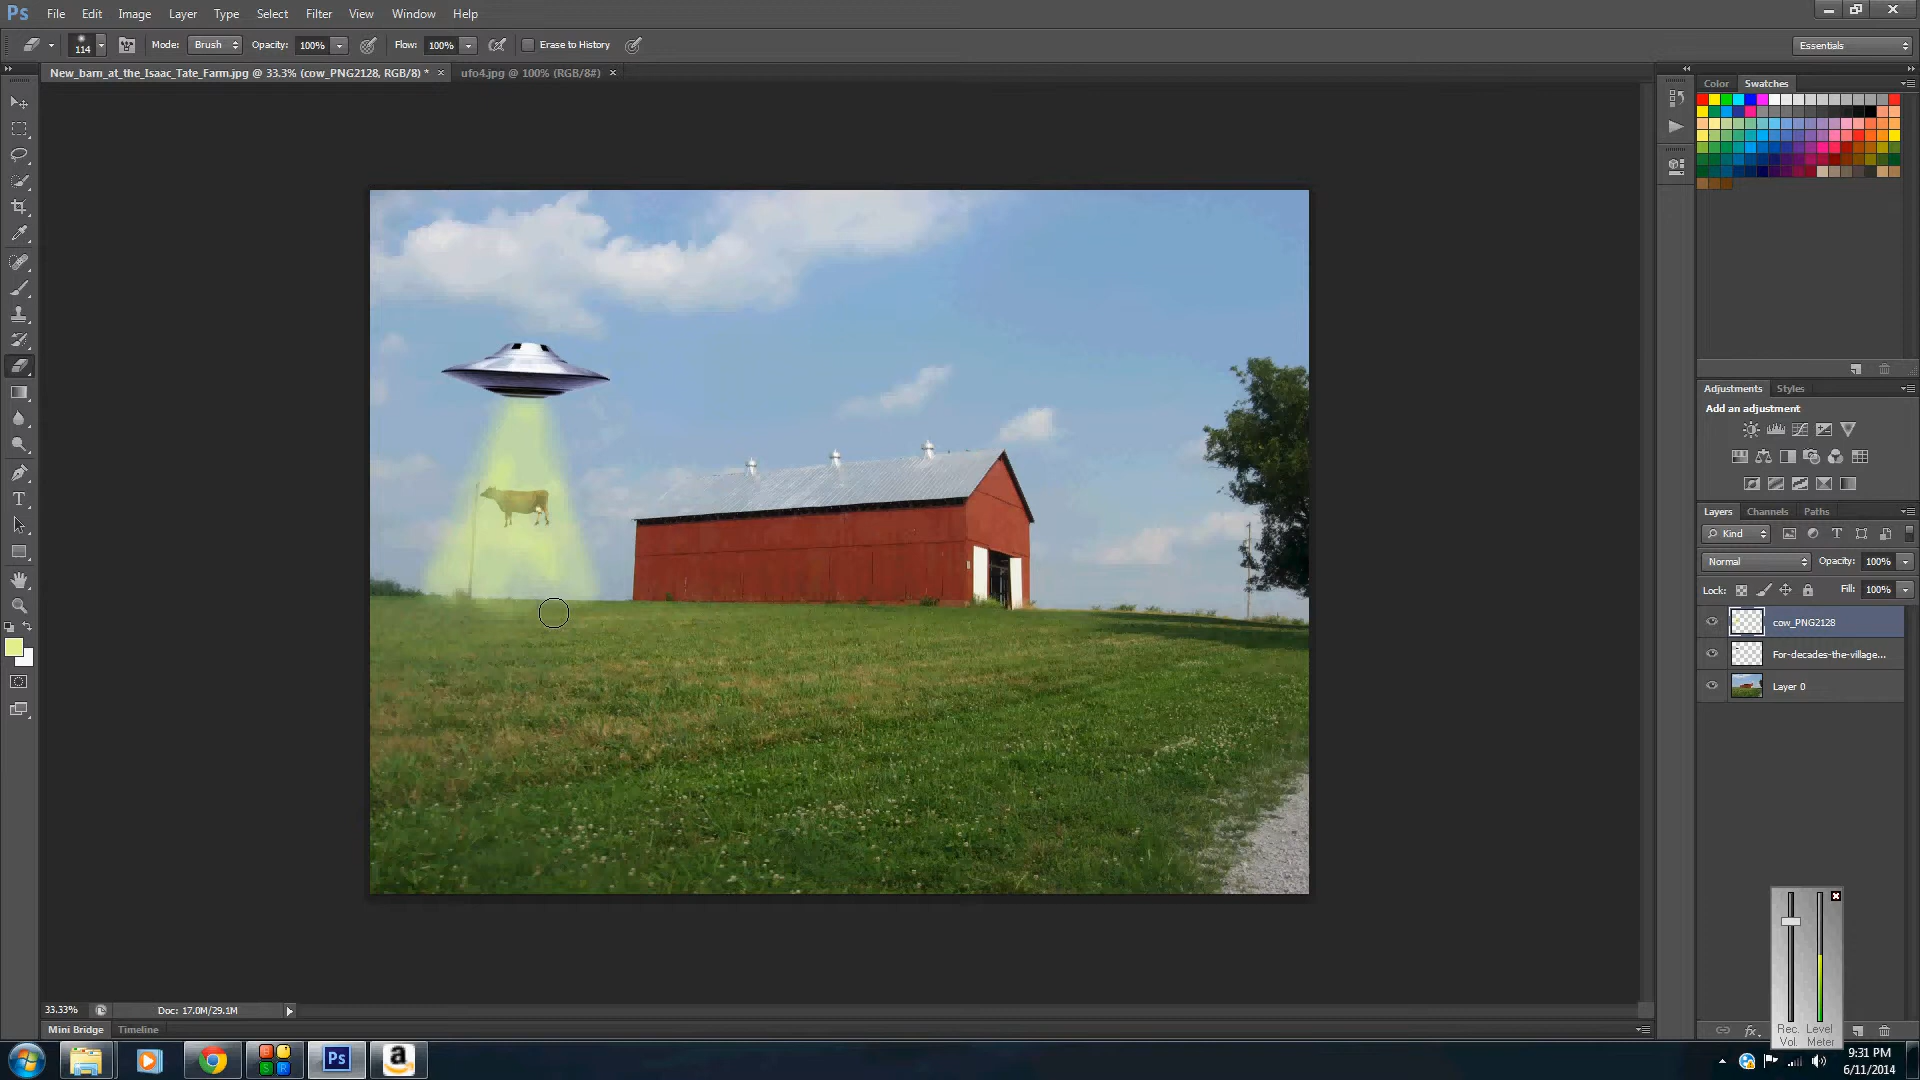 Ps File Edit Image Layer Type Select Filter 3D View Window Help
114 Mode: Brush Opacity: 100% Flow: 100% Erase to History Essentials
New_barn_at_the_Isaac_Tate_Farm.jpg @ 33.3% (cow_PNG2128, RGB/8) * × ufo4.jpg @ 100% (RGB/8#) ×
Color Swatches
Adjustments Styles
Add an adjustment
Layers Channels Paths
Kind
Normal Opacity: 100%
Lock: Fill: 100%
cow_PNG2128
For-decades-the-village...
Layer 0
Rec. Level
Vol. Meter
33.33% Doc: 17.0M/29.1M
Mini Bridge Timeline
Ps a
9:31 PM
6/11/2014